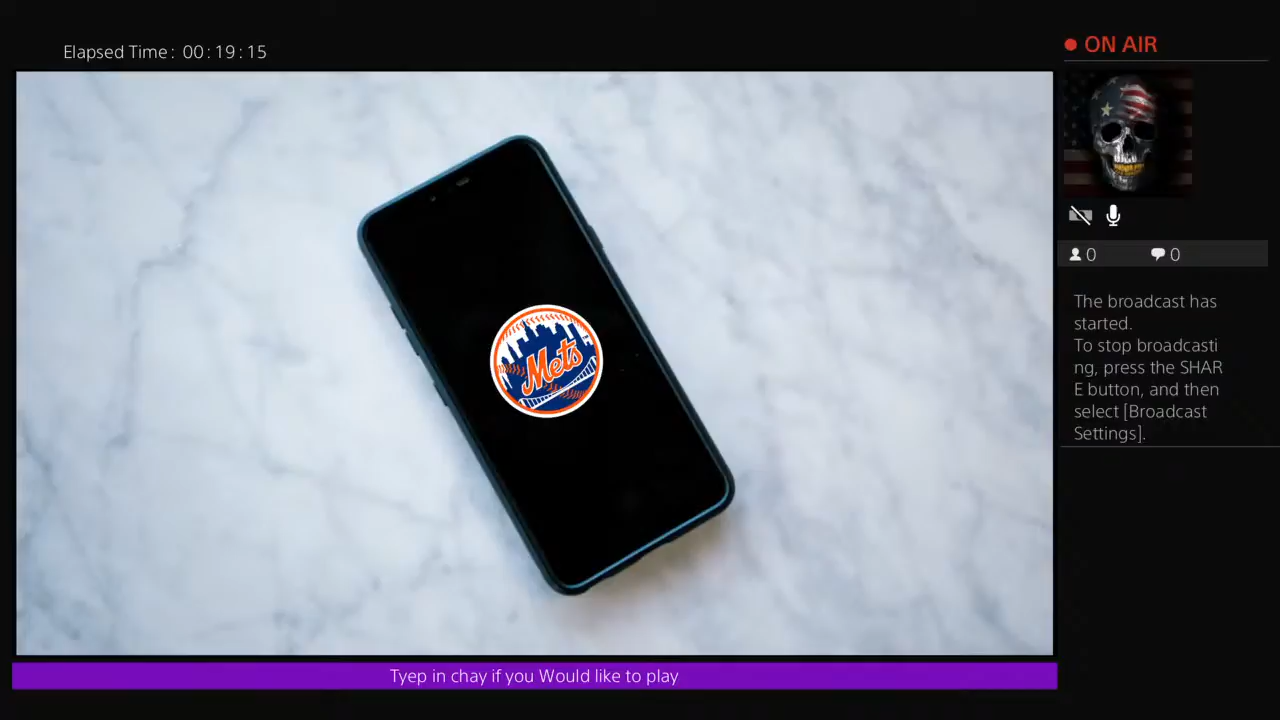 Elapsed Time: 00:19:15
ON AIR
0 0
The broadcast has
started.
To stop broadcasti
ng, press the SHAR
E button, and then
select [Broadcast
Settings].
Mets
Tyep in chay if you Would like to play